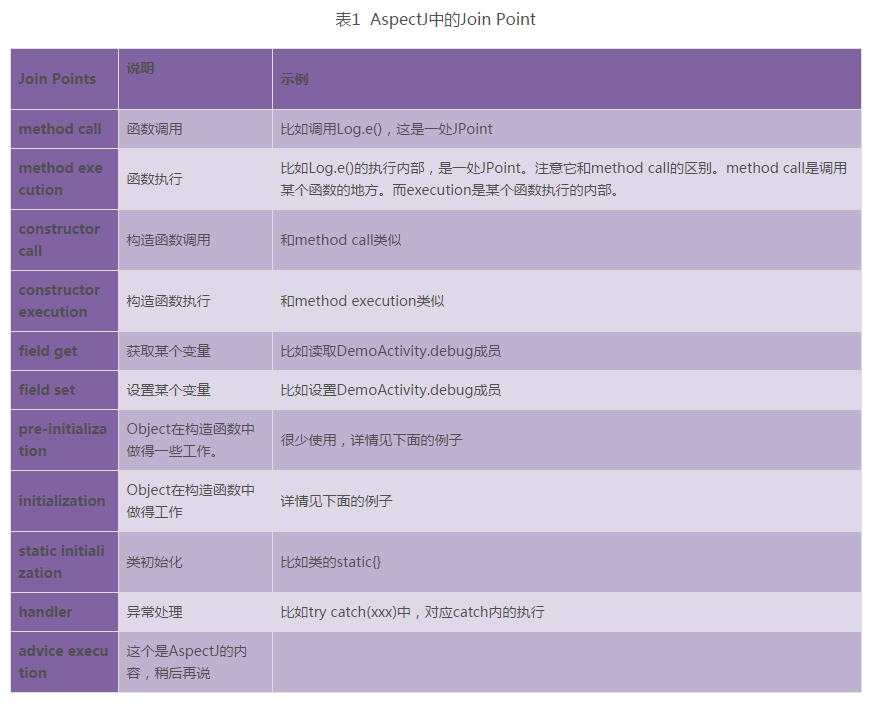 表1 AspectJ中的Join Point
Join Points
说明
示例
method call
函数调用
比如调用Log.e()，这是一处JPoint
method exe
cution
函数执行
比如Log.e()的执行内部，是一处JPoint。注意它和method call的区别。method call是调用
某个函数的地方。而execution是某个函数执行的内部。
constructor
call
构造函数调用
和method call类似
constructor
execution
构造函数执行
和method execution类似
field get
获取某个变量
比如读取DemoActivity.debug成员
field set
设置某个变量
比如设置DemoActivity.debug成员
pre-initializa
tion
Object在构造函数中
做得一些工作。
很少使用，详情见下面的例子
initialization
Object在构造函数中
做得工作
详情见下面的例子
static initiali
zation
类初始化
比如类的static{}
handler
异常处理
比如try catch(xxx)中，对应catch内的执行
advice execu
tion
这个是AspectJ的内
容，稍后再说